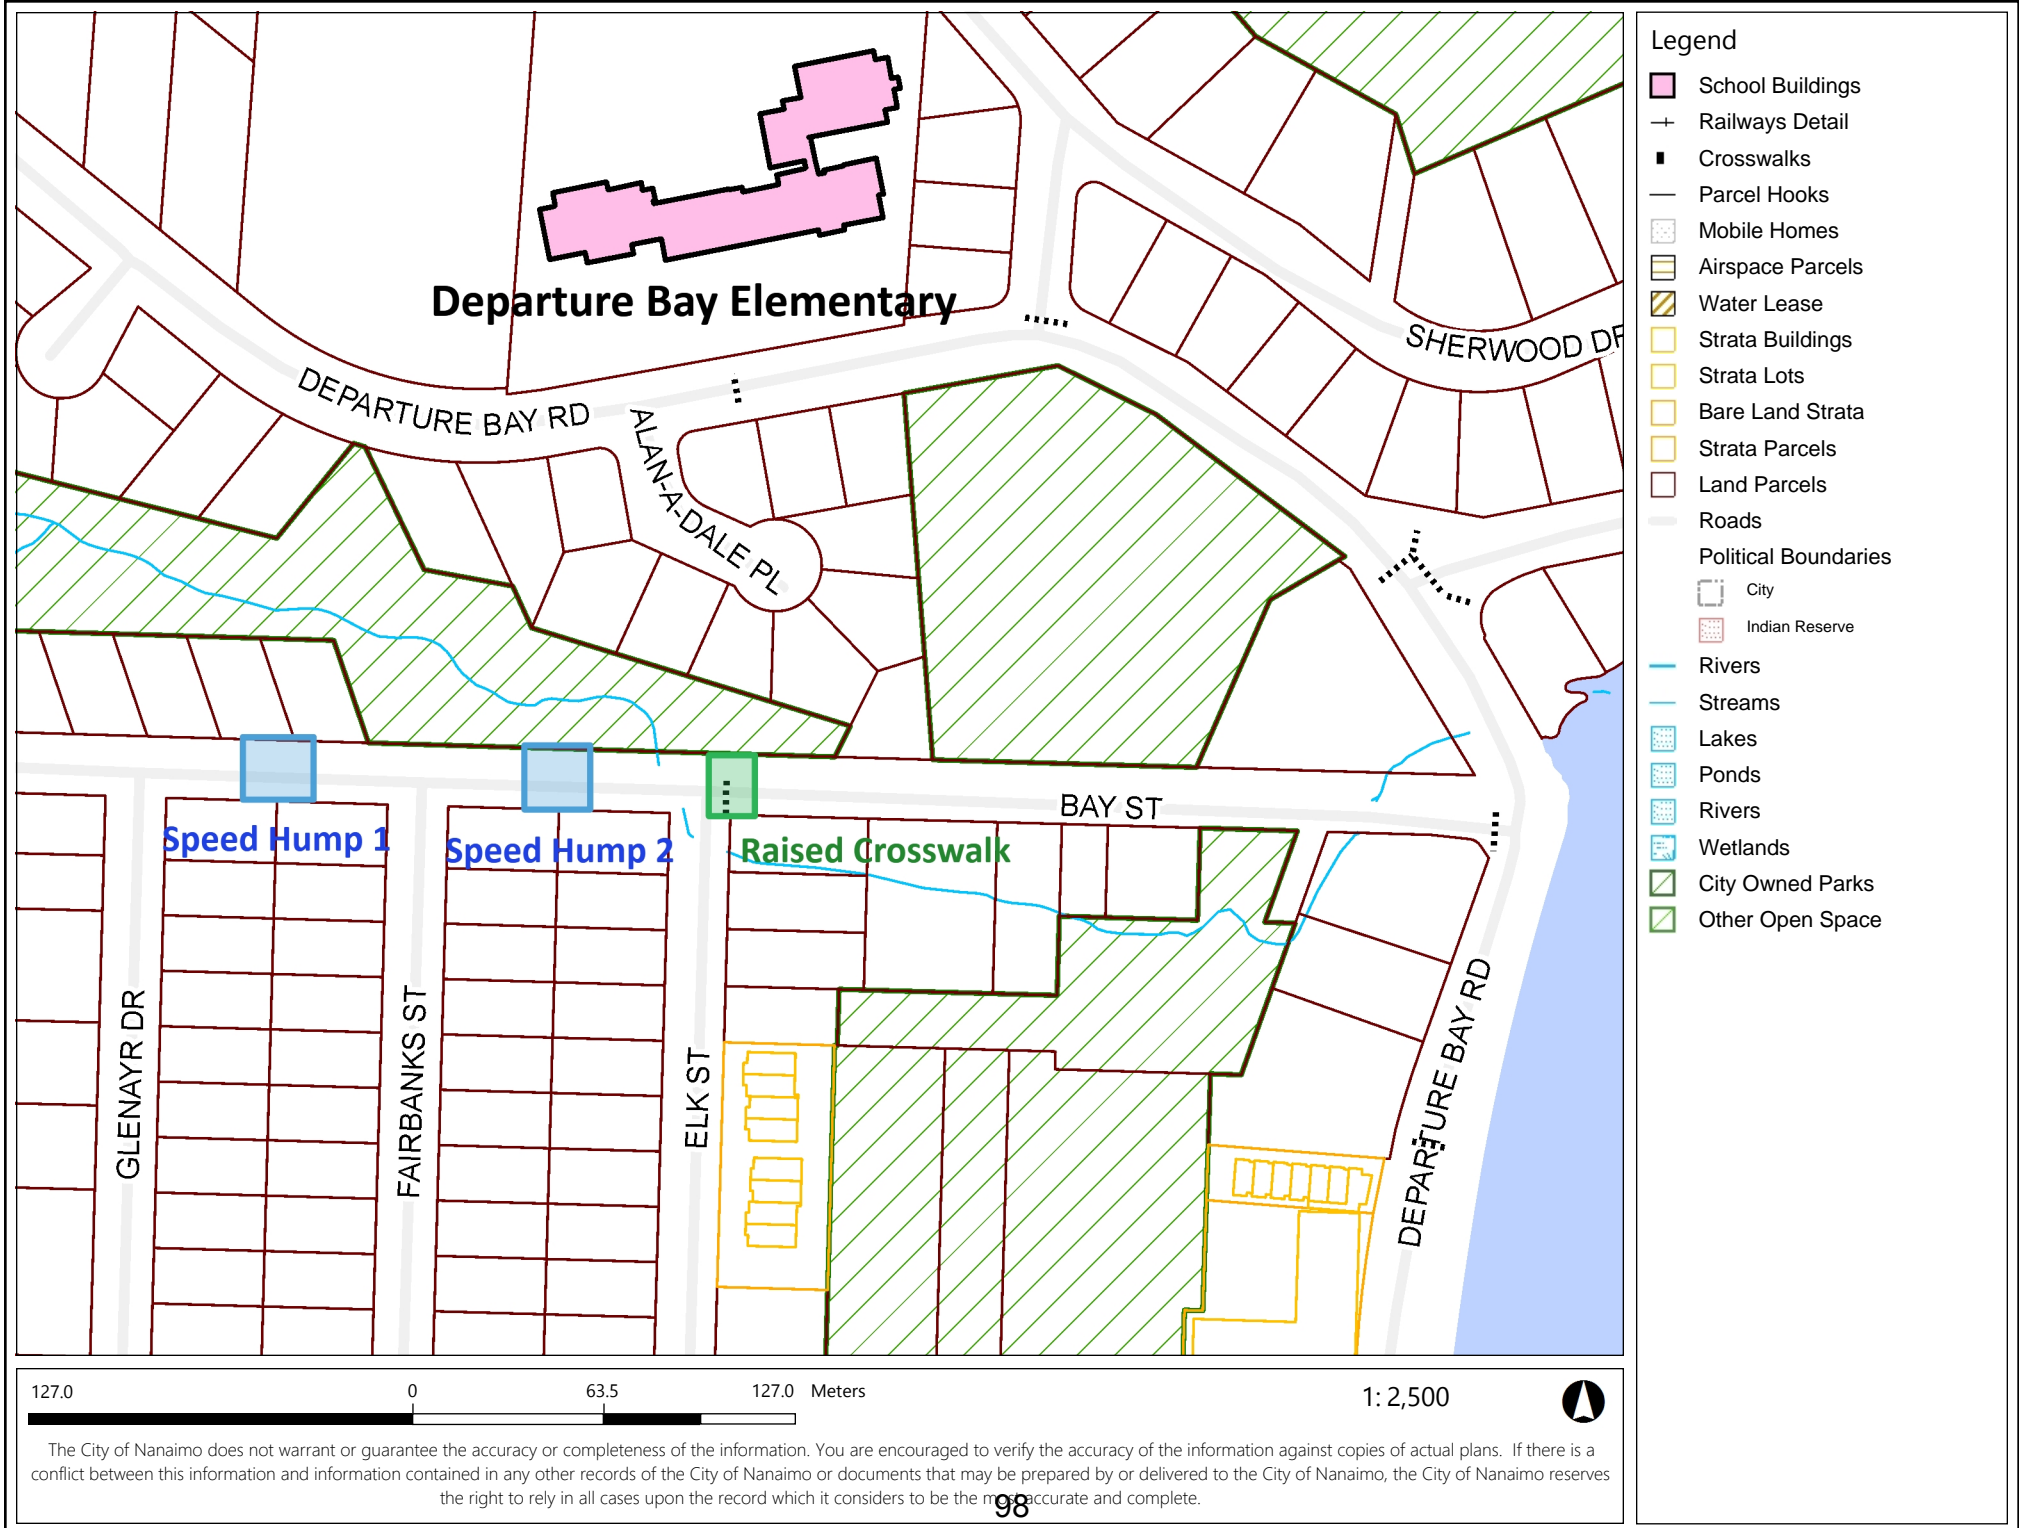 Departure Bay Elementary
SHERWOOD DR
DEPARTURE BAY RD
ALAN-A-DALE PL
BAY ST
Speed Hump 1
Speed Hump 2
Raised Crosswalk
GLENAYR DR
FAIRBANKS ST
ELK ST
DEPARTURE BAY RD
Legend
School Buildings
Railways Detail
Crosswalks
Parcel Hooks
Mobile Homes
Airspace Parcels
Water Lease
Strata Buildings
Strata Lots
Bare Land Strata
Strata Parcels
Land Parcels
Roads
Political Boundaries
City
Indian Reserve
Rivers
Streams
Lakes
Ponds
Rivers
Wetlands
City Owned Parks
Other Open Space
127.0 0 63.5 127.0 Meters
1: 2,500
The City of Nanaimo does not warrant or guarantee the accuracy or completeness of the information. You are encouraged to verify the accuracy of the information against copies of actual plans. If there is a
conflict between this information and information contained in any other records of the City of Nanaimo or documents that may be prepared by or delivered to the City of Nanaimo, the City of Nanaimo reserves
the right to rely in all cases upon the record which it considers to be the most accurate and complete.
98